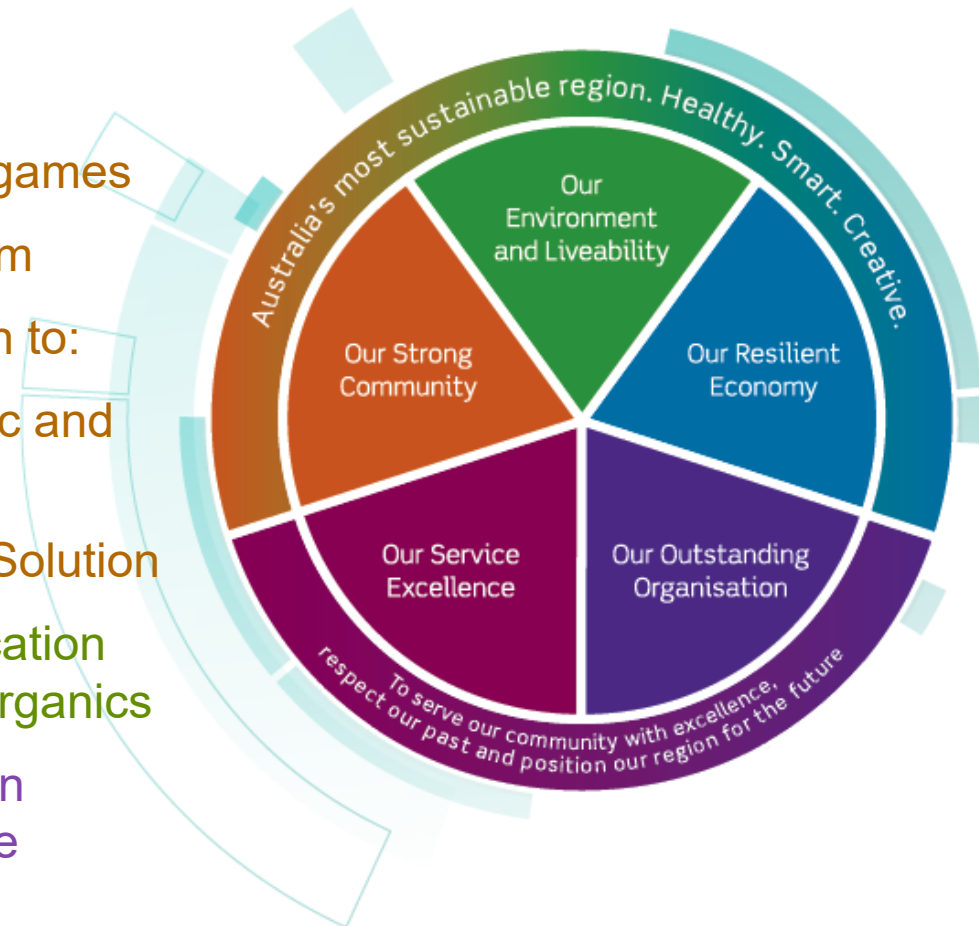 games
m
n to:
c and
Solution
cation
rganics
n
e
Australia's most sustainable region. Healthy. Smart. Creative.
Our
Environment
and Liveability
Our Strong
Community
Our Resilient
Economy
Our Service
Excellence
Our Outstanding
Organisation
To serve our community with excellence,
respect our past and position our region for the future